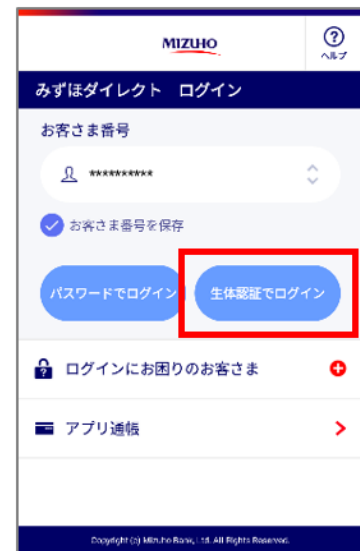 MIZUHO
?
ヘルプ
みずほダイレクト ログイン
お客さま番号
**********
お客さま番号を保存
パスワードでログイン
生体認証でログイン
?
ログインにお困りのお客さま
アプリ通帳
Copyright (c) Mizuho Bank, Ltd. All Rights Reserved.